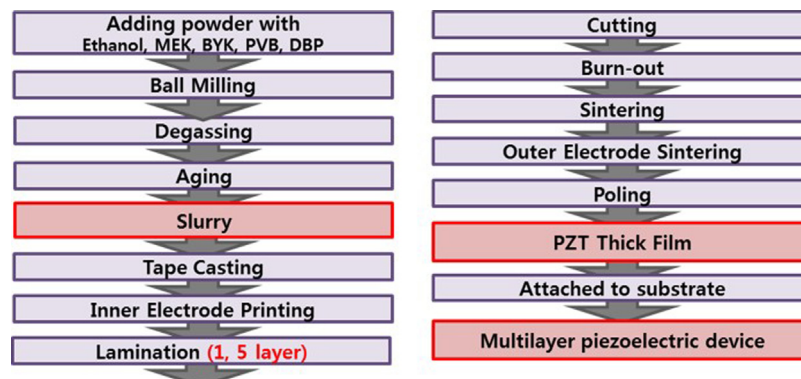 Adding powder with
Ethanol, MEK, BYK, PVB, DBP
Ball Milling
Degassing
Aging
Slurry
Tape Casting
Inner Electrode Printing
Lamination (1, 5 layer)
Cutting
Burn-out
Sintering
Outer Electrode Sintering
Poling
PZT Thick Film
Attached to substrate
Multilayer piezoelectric device